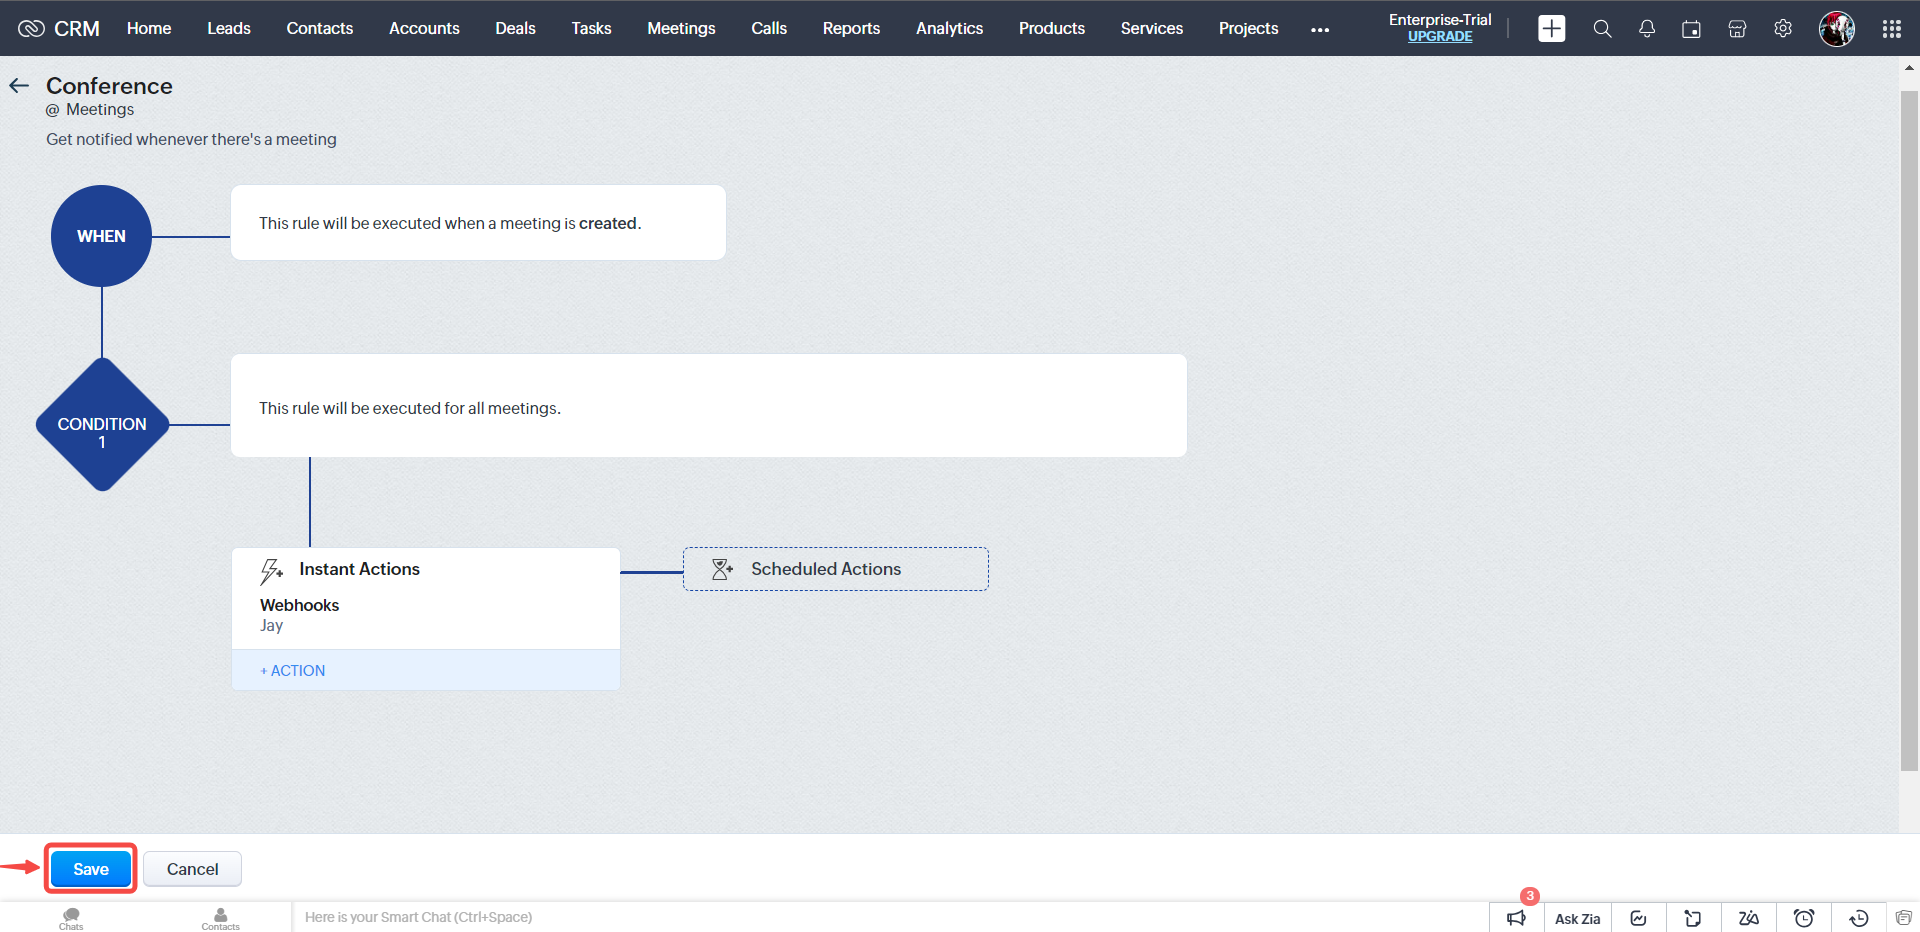 CRM Home Leads Contacts Accounts Deals Tasks Meetings Calls Reports Analytics Products Services Projects ••• Enterprise-Trial
UPGRADE
Conference
@ Meetings
Get notified whenever there's a meeting
WHEN
This rule will be executed when a meeting is created.
CONDITION
1
This rule will be executed for all meetings.
Instant Actions
Webhooks
Jay
+ ACTION
Scheduled Actions
Save
Cancel
Chats
Contacts
Here is your Smart Chat (Ctrl+Space)
3
Ask Zia